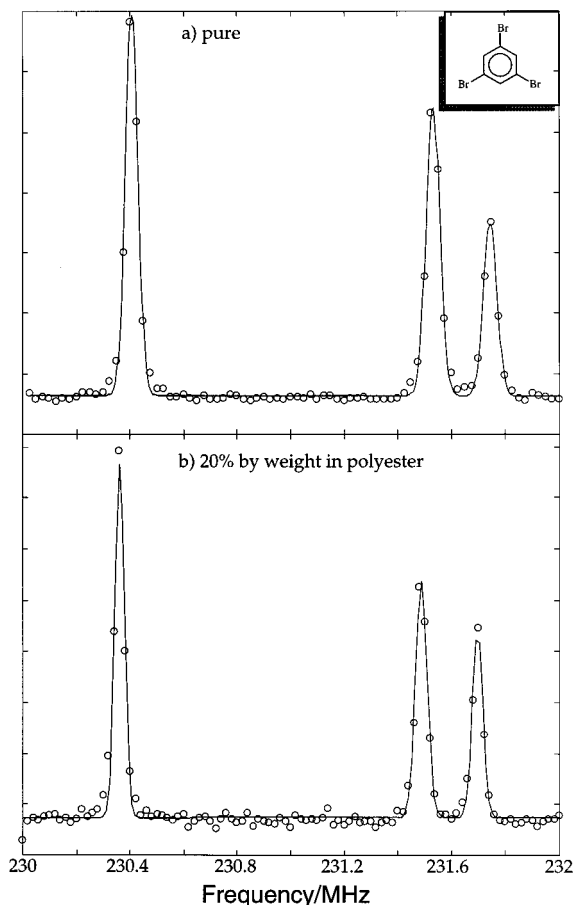 a) pure
Br
Br
Br
b) 20% by weight in polyester
230
230.4
230.8
231.2
231.6
232
Frequency/MHz